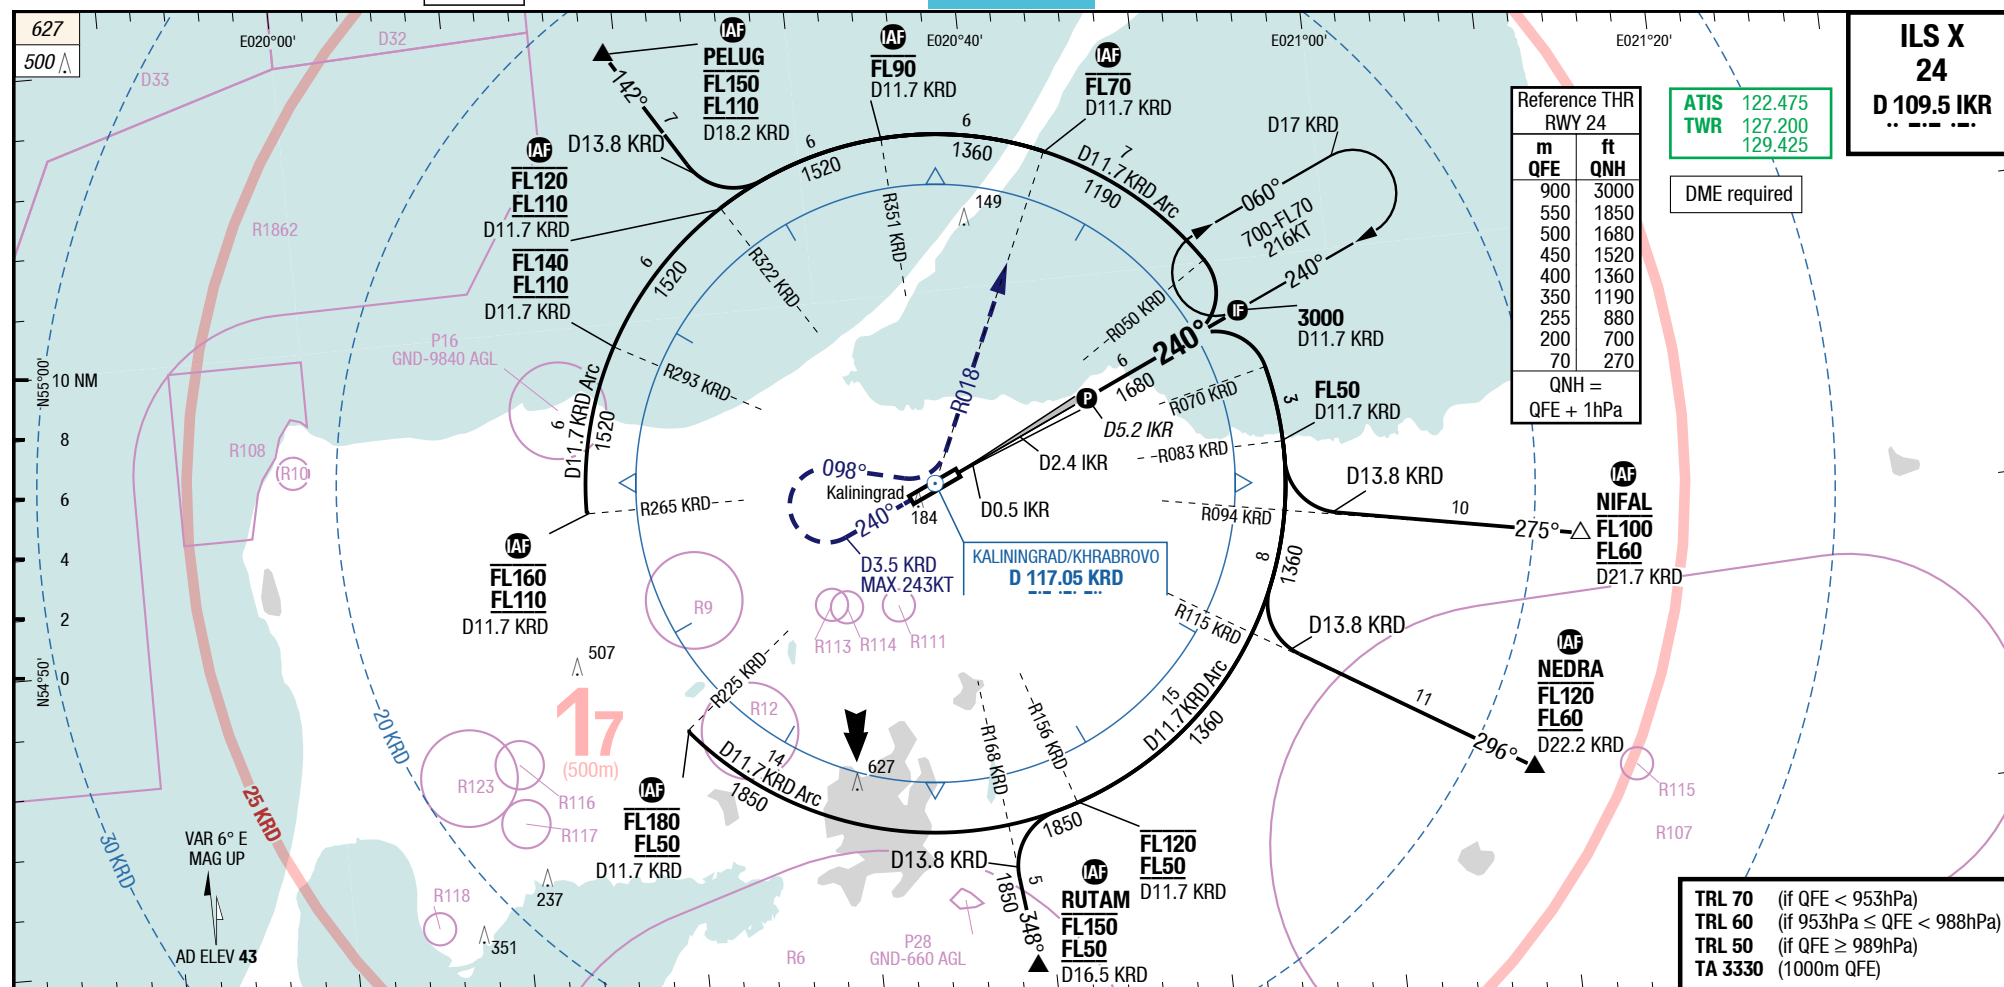 627
500
ILS X
24
D 109.5 IKR
E020°00'
E020°40'
E021°00'
E021°20'
D33
D32
R1862
ATIS 122.475
TWR 127.200
129.425
DME required
Reference THR
RWY 24
m ft
QFE QNH
900 3000
550 1850
500 1680
450 1520
400 1360
350 1190
255 880
200 700
70 270
QNH =
QFE + 1hPa
IAF
PELUG
FL150
FL110
D18.2 KRD
142°
7
D13.8 KRD
IAF
FL90
D11.7 KRD
IAF
FL70
D11.7 KRD
IAF
FL120
FL110
D11.7 KRD
FL140
FL110
D11.7 KRD
6
1520
6
1360
7
D11.7 KRD Arc
1190
6
1520
D11.7 KRD Arc
6
1520
R351 KRD
R322 KRD
R293 KRD
R265 KRD
149
D17 KRD
060°
700-FL70
216KT
240°
R050 KRD
IF
3000
D11.7 KRD
240°
6
1680
P
D5.2 IKR
D2.4 IKR
D0.5 IKR
R018
R070 KRD
R083 KRD
R094 KRD
R115 KRD
3
FL50
D11.7 KRD
P16
GND-9840 AGL
N55°00'
10 NM
8
6
4
2
0
N54°50'
R108
R10
098°
Kaliningrad
240°
184
D3.5 KRD
MAX 243KT
KALININGRAD/KHRABROVO
D 117.05 KRD
D13.8 KRD
10
275°
IAF
NIFAL
FL100
FL60
D21.7 KRD
8
1360
D13.8 KRD
11
296°
IAF
NEDRA
FL120
FL60
D22.2 KRD
IAF
FL160
FL110
D11.7 KRD
R9
R113
R114
R111
507
17
(500m)
R225 KRD
R12
14
D11.7 KRD Arc
1850
627
R168 KRD
R156 KRD
15
D11.7 KRD Arc
1360
1850
R123
R116
R117
R118
IAF
FL180
FL50
D11.7 KRD
D13.8 KRD
5
1850
348°
IAF
RUTAM
FL150
FL50
D16.5 KRD
FL120
FL50
D11.7 KRD
R115
R107
20 KRD
25 KRD
30 KRD
VAR 6° E
MAG UP
AD ELEV 43
237
351
R6
P28
GND-660 AGL
TRL 70 (if QFE < 953hPa)
TRL 60 (if 953hPa ≤ QFE < 988hPa)
TRL 50 (if QFE ≥ 989hPa)
TA 3330 (1000m QFE)